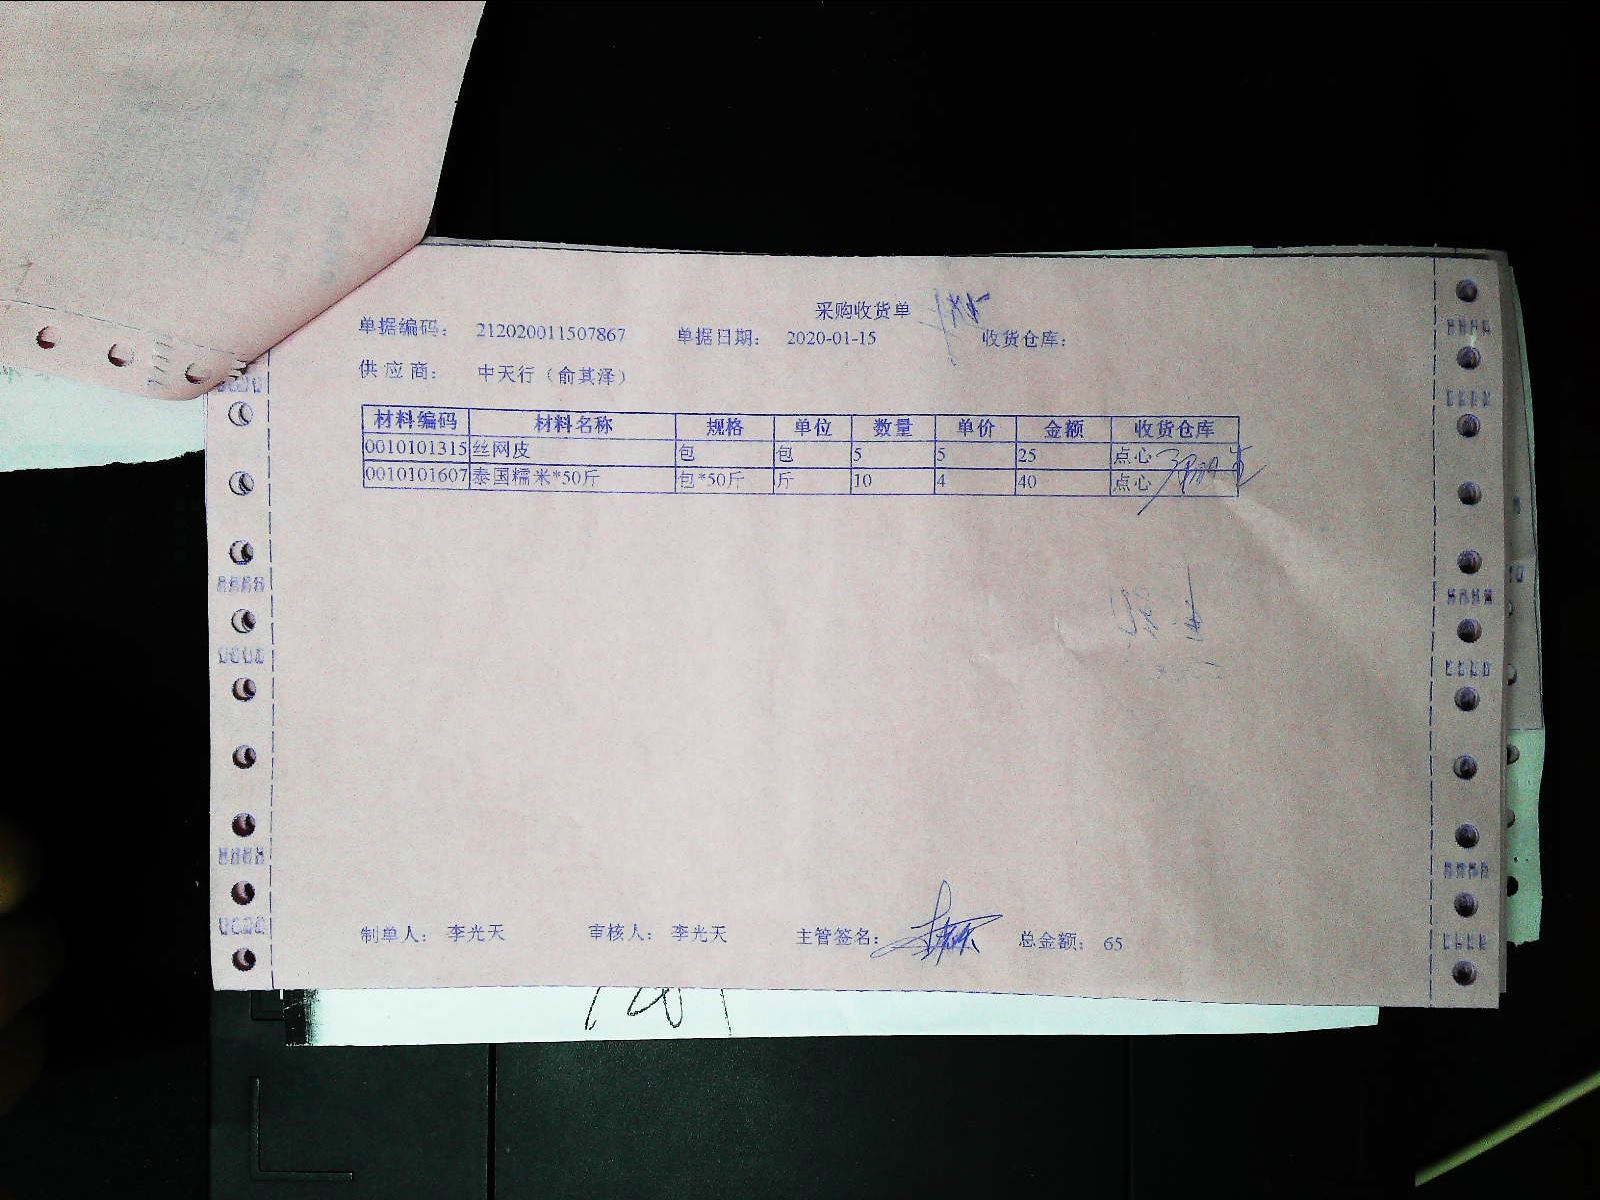 采购收货单
单据编码： 212020011507867 单据日期： 2020-01-15 收货仓库：
供应商： 中天行（俞其泽）
材料编码 材料名称 规格 单位 数量 单价 金额 收货仓库
0010101315 丝网皮 包 包 5 5 25 点心
0010101607 泰国糯米*50斤 包*50斤 斤 10 4 40 点心
制单人： 李光天 审核人： 李光天 主管签名： 总金额： 65